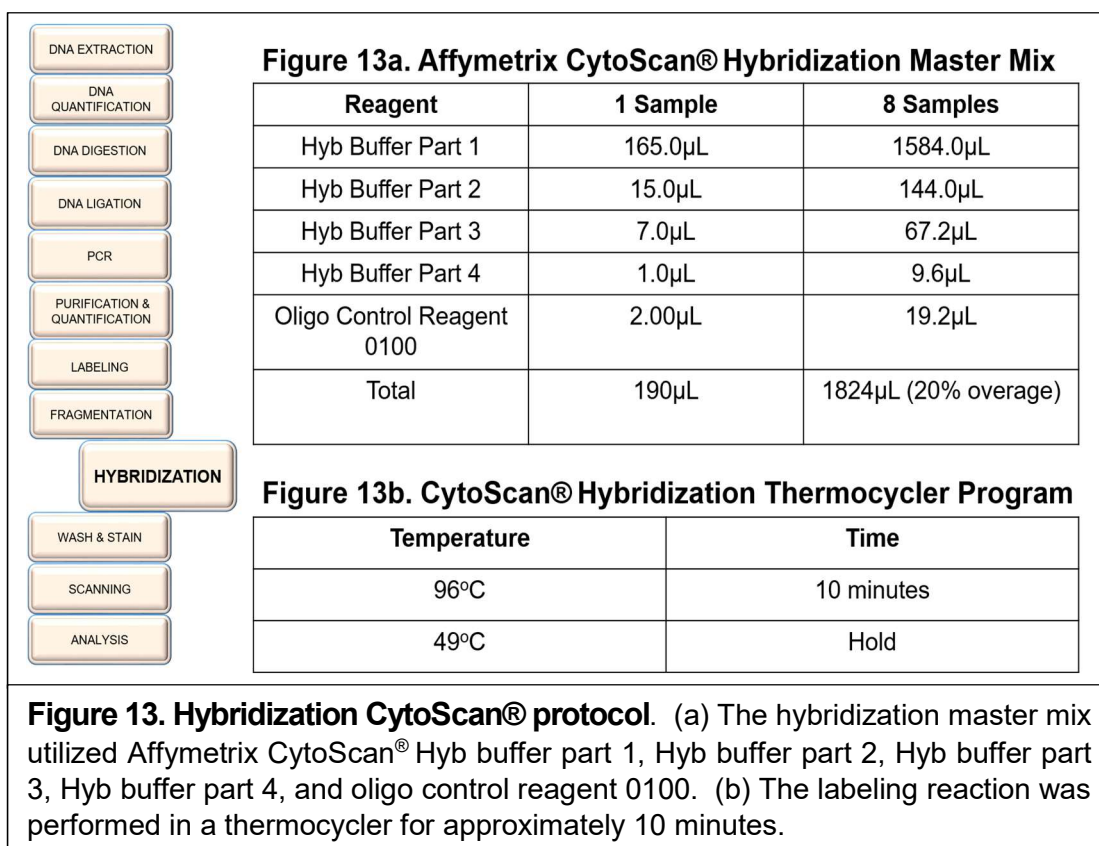 DNA EXTRACTION
DNA
QUANTIFICATION
DNA DIGESTION
DNA LIGATION
PCR
PURIFICATION &
QUANTIFICATION
LABELING
FRAGMENTATION
HYBRIDIZATION
WASH & STAIN
SCANNING
ANALYSIS
Figure 13a. Affymetrix CytoScan® Hybridization Master Mix
Reagent 1 Sample 8 Samples
Hyb Buffer Part 1 165.0µL 1584.0µL
Hyb Buffer Part 2 15.0µL 144.0µL
Hyb Buffer Part 3 7.0µL 67.2µL
Hyb Buffer Part 4 1.0µL 9.6µL
Oligo Control Reagent 2.00µL 19.2µL
0100
Total 190µL 1824µL (20% overage)
Figure 13b. CytoScan® Hybridization Thermocycler Program
Temperature Time
96ºC 10 minutes
49ºC Hold
Figure 13. Hybridization CytoScan® protocol. (a) The hybridization master mix
utilized Affymetrix CytoScan® Hyb buffer part 1, Hyb buffer part 2, Hyb buffer part
3, Hyb buffer part 4, and oligo control reagent 0100. (b) The labeling reaction was
performed in a thermocycler for approximately 10 minutes.